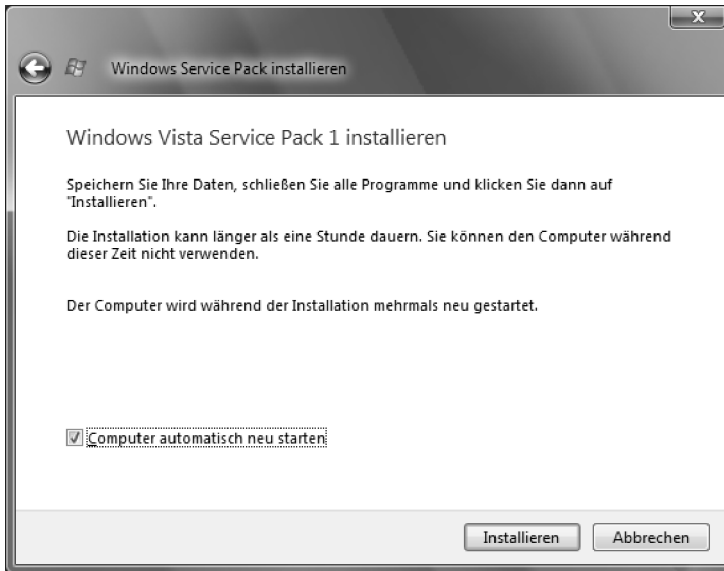 Windows Service Pack installieren
Windows Vista Service Pack 1 installieren
Speichern Sie Ihre Daten, schließen Sie alle Programme und klicken Sie dann auf
"Installieren".
Die Installation kann länger als eine Stunde dauern. Sie können den Computer während
dieser Zeit nicht verwenden.
Der Computer wird während der Installation mehrmals neu gestartet.
Computer automatisch neu starten
Installieren
Abbrechen